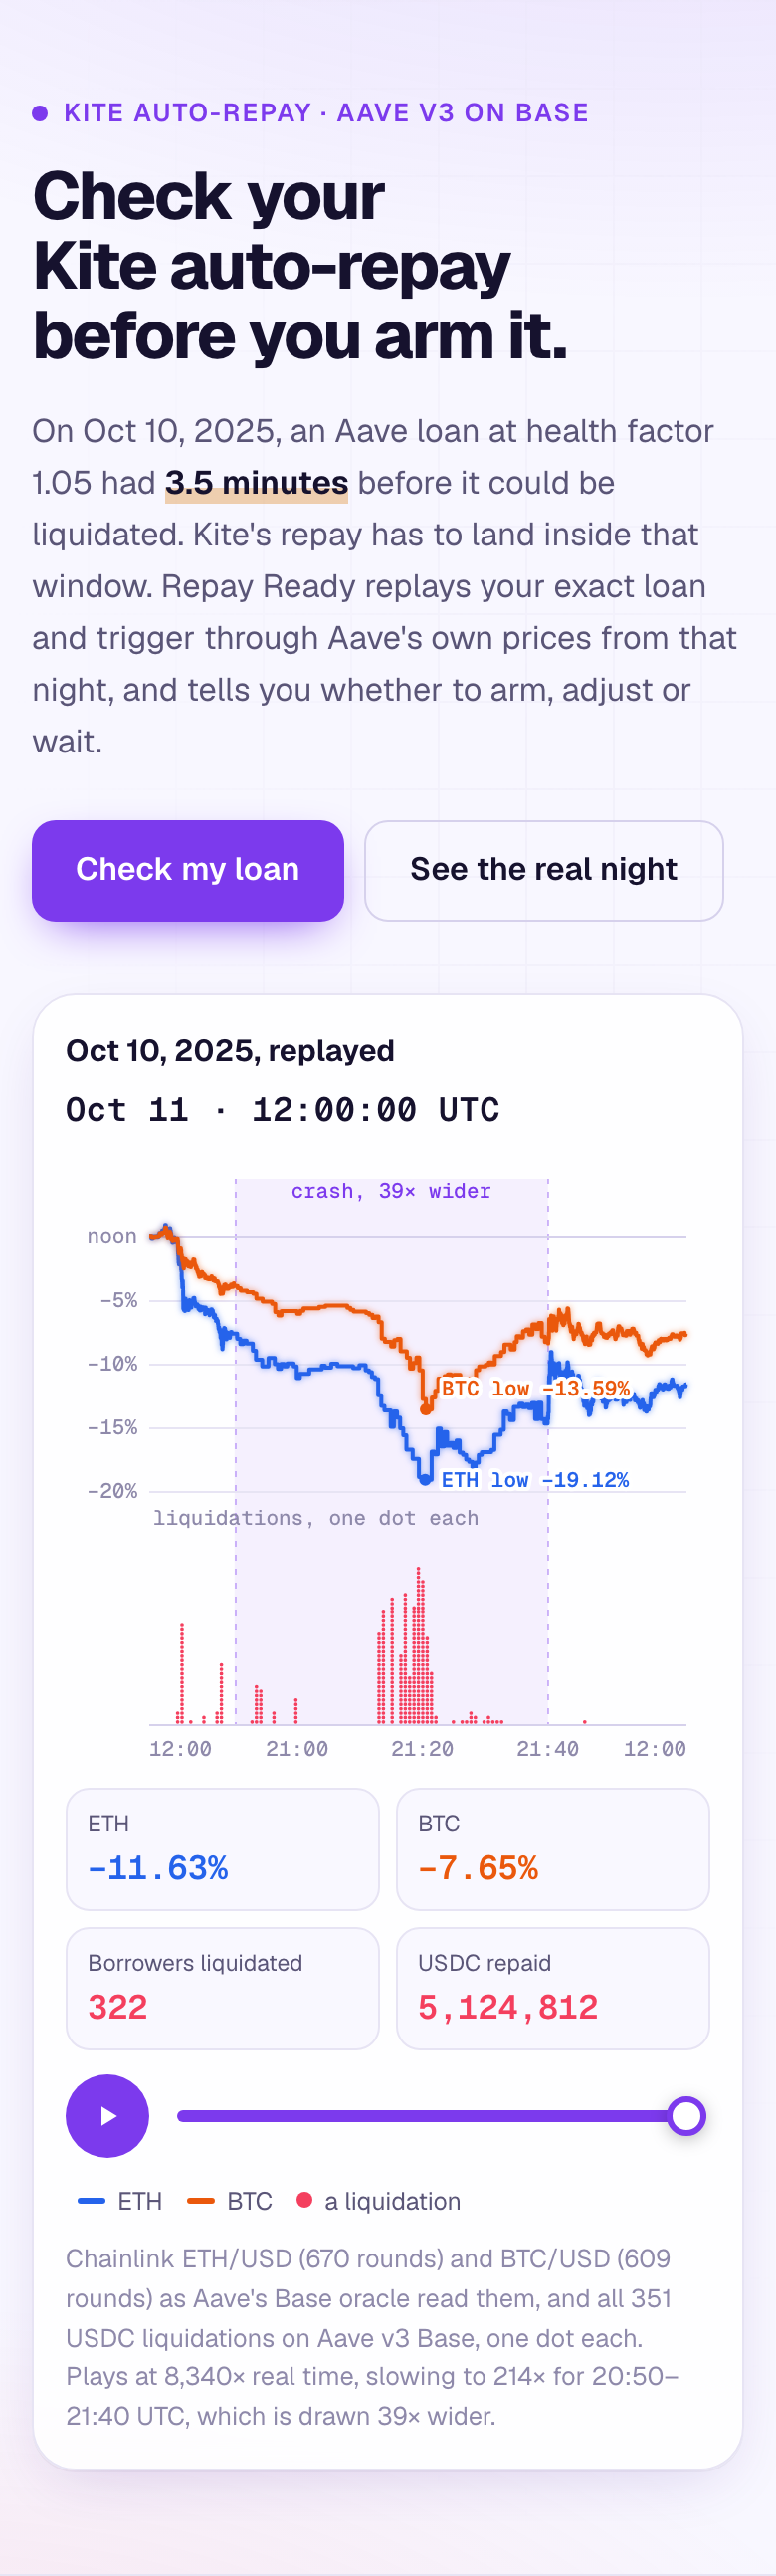 KITE AUTO-REPAY · AAVE V3 ON BASE
Check your
Kite auto-repay
before you arm it.
On Oct 10, 2025, an Aave loan at health factor
1.05 had 3.5 minutes before it could be
liquidated. Kite's repay has to land inside that
window. Repay Ready replays your exact loan
and trigger through Aave's own prices from that
night, and tells you whether to arm, adjust or
wait.
Check my loan
See the real night
Oct 10, 2025, replayed
Oct 11 · 12:00:00 UTC
crash, 39× wider
noon
−5%
−10%
BTC low −13.59%
−15%
ETH low −19.12%
−20%
liquidations, one dot each
12:00 21:00 21:20 21:40 12:00
ETH
−11.63%
BTC
−7.65%
Borrowers liquidated
322
USDC repaid
5,124,812
ETH BTC a liquidation
Chainlink ETH/USD (670 rounds) and BTC/USD (609
rounds) as Aave's Base oracle read them, and all 351
USDC liquidations on Aave v3 Base, one dot each.
Plays at 8,340× real time, slowing to 214× for 20:50–
21:40 UTC, which is drawn 39× wider.